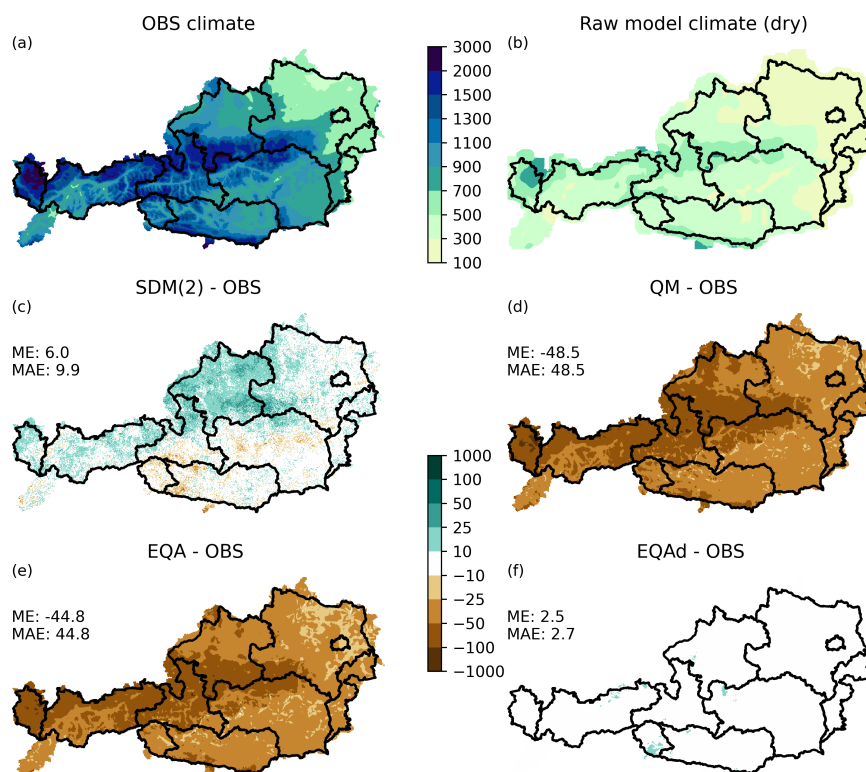 OBS climate
Raw model climate (dry)
(a)
(b)
3000
2000
1500
1300
1100
900
700
500
300
100
SDM(2) - OBS
QM - OBS
(c)
(d)
ME: 6.0
MAE: 9.9
ME: -48.5
MAE: 48.5
1000
100
50
25
10
−10
−25
−50
−100
−1000
EQA - OBS
EQAd - OBS
(e)
(f)
ME: -44.8
MAE: 44.8
ME: 2.5
MAE: 2.7